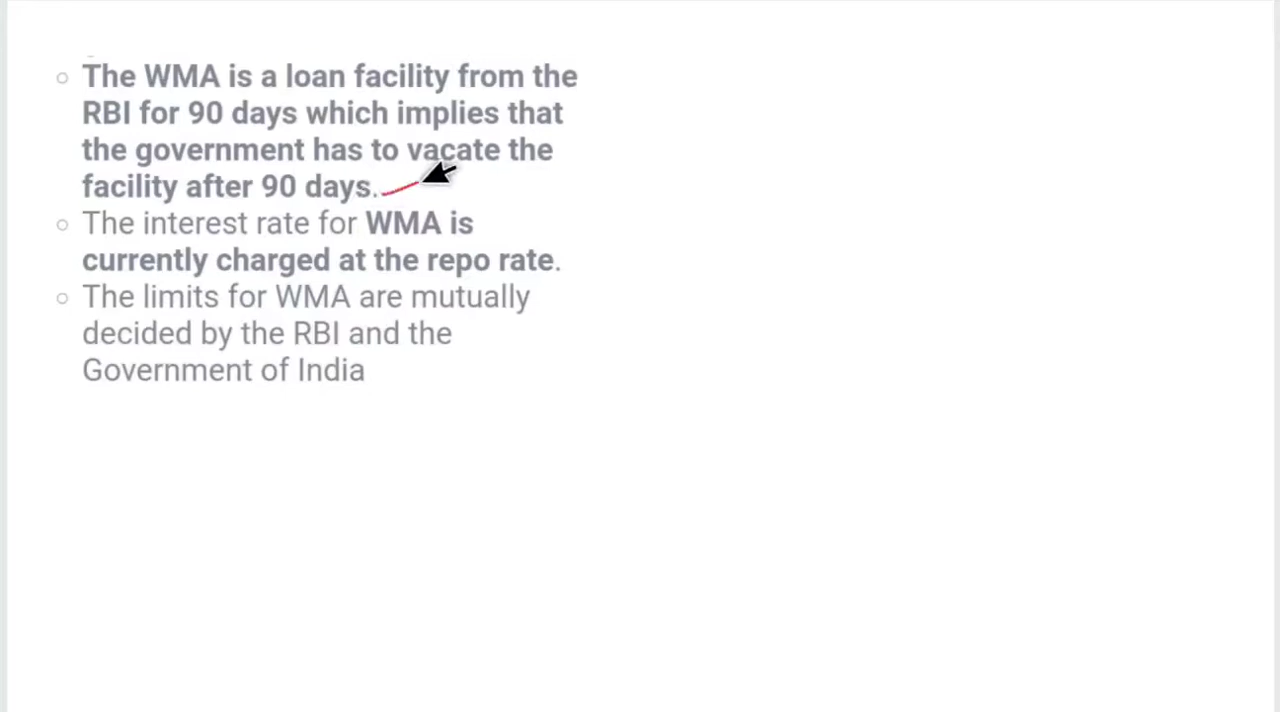 The WMA is a loan facility from the
RBI for 90 days which implies that
the government has to vacate the
facility after 90 days.
The interest rate for WMA is
currently charged at the repo rate.
The limits for WMA are mutually
decided by the RBI and the
Government of India